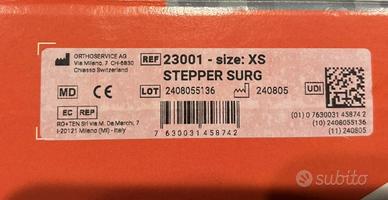 ORTHOSERVICE AG
Via Milano, 7 CH-6830
Chiasso Switzerland
REF 23001 - size: XS
STEPPER SURG
MD CE LOT 2408055136 240805 UDI
EC REP
RO+TEN Srl Via M. De Marchi, 7
I-20121 Milano (MI) - Italy
7 630031 458742
(01) 0 7630031 45874 2
(10) 2408055136
(11) 240805
subito